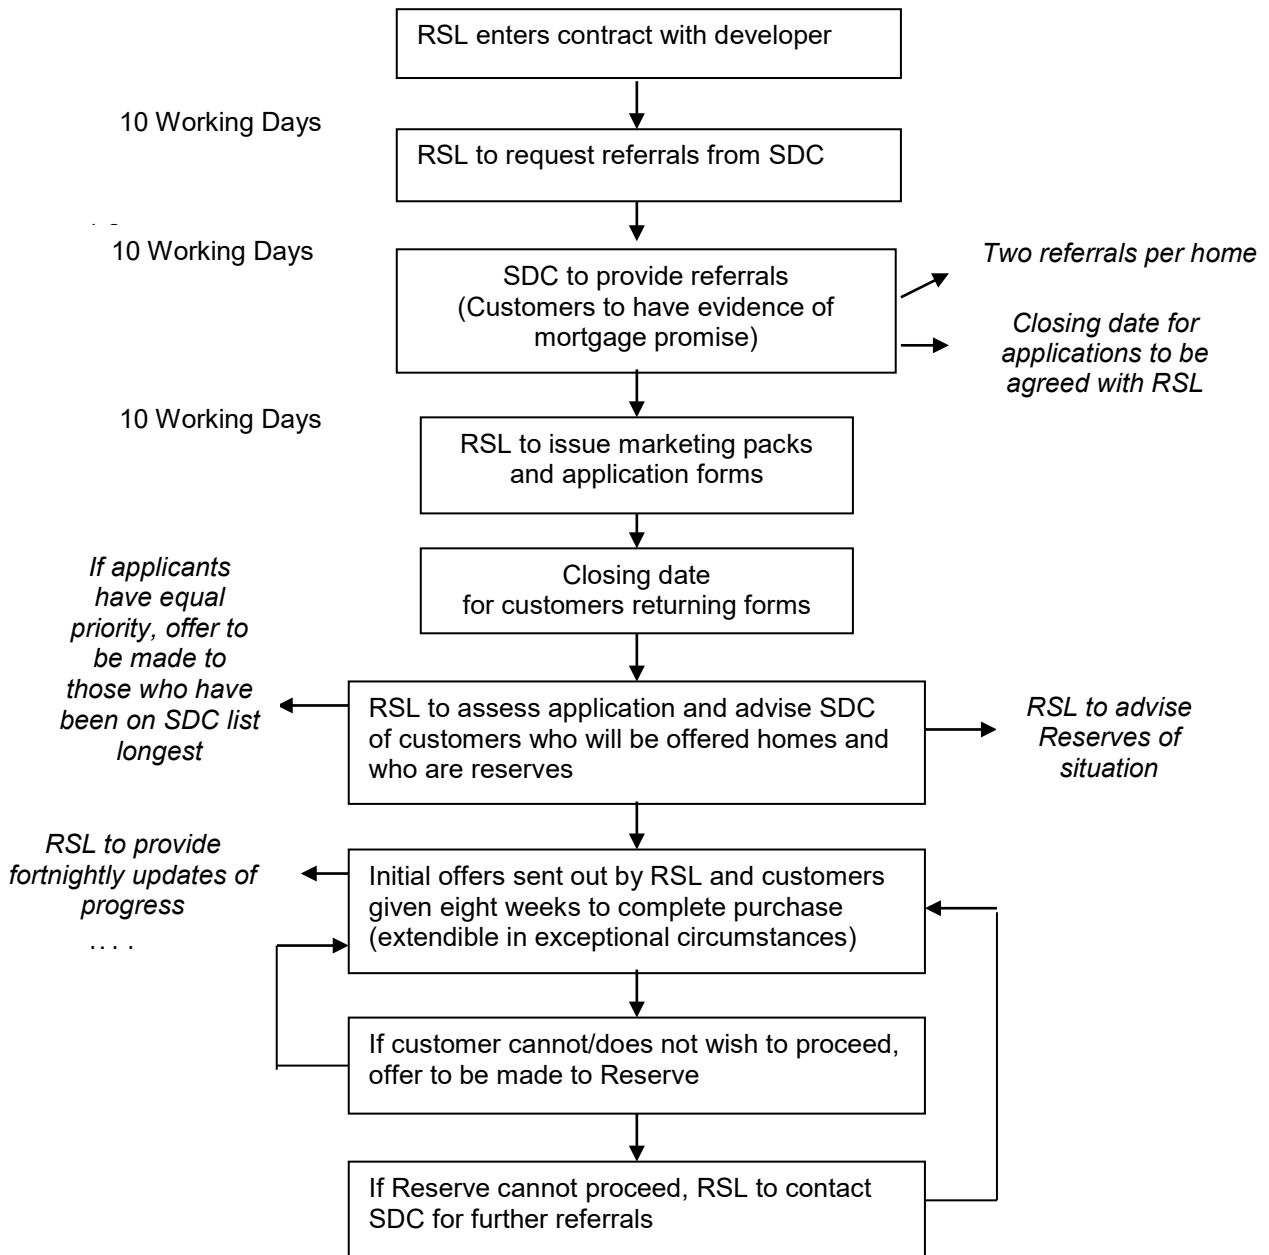 RSL enters contract with developer
10 Working Days
RSL to request referrals from SDC
10 Working Days
SDC to provide referrals
(Customers to have evidence of
mortgage promise)
Two referrals per home
Closing date for
applications to be
agreed with RSL
10 Working Days
RSL to issue marketing packs
and application forms
Closing date
for customers returning forms
If applicants
have equal
priority, offer to
be made to
those who have
been on SDC list
longest
RSL to assess application and advise SDC
of customers who will be offered homes and
who are reserves
RSL to advise
Reserves of
situation
RSL to provide
fortnightly updates of
progress
Initial offers sent out by RSL and customers
given eight weeks to complete purchase
(extendible in exceptional circumstances)
If customer cannot/does not wish to proceed,
offer to be made to Reserve
If Reserve cannot proceed, RSL to contact
SDC for further referrals